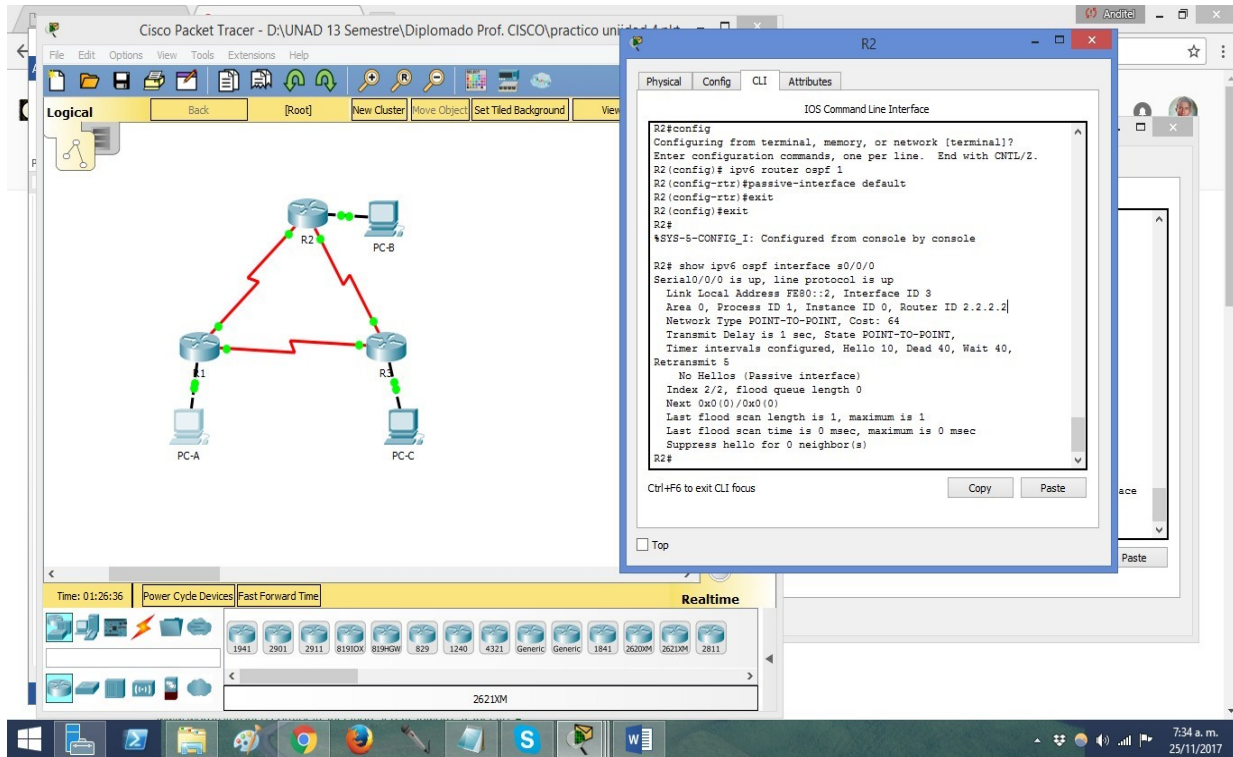 Anditel
Cisco Packet Tracer - D:\UNAD 13 Semestre\Diplomado Prof. CISCO\practico
File Edit Options View Tools Extensions Help
Logical
Back
[Root]
New Cluster
Move Object
Set Tiled Background
View
R2
PC-B
R1
R3
PC-A
PC-C
Time: 01:26:36
Power Cycle Devices
Fast Forward Time
Realtime
1941
2901
2911
819IOX
819HGW
829
1240
4321
Generic
Generic
1841
2620XM
2621XM
2811
2621XM
R2
Physical
Config
CLI
Attributes
IOS Command Line Interface
R2#config
Configuring from terminal, memory, or network [terminal]?
Enter configuration commands, one per line. End with CNTL/Z.
R2(config)# ipv6 router ospf 1
R2(config-rtr)#passive-interface default
R2(config-rtr)#exit
R2(config)#exit
R2#
%SYS-5-CONFIG_I: Configured from console by console
R2# show ipv6 ospf interface s0/0/0
Serial0/0/0 is up, line protocol is up
Link Local Address FE80::2, Interface ID 3
Area 0, Process ID 1, Instance ID 0, Router ID 2.2.2.2
Network Type POINT-TO-POINT, Cost: 64
Transmit Delay is 1 sec, State POINT-TO-POINT,
Timer intervals configured, Hello 10, Dead 40, Wait 40,
Retransmit 5
No Hellos (Passive interface)
Index 2/2, flood queue length 0
Next 0x0(0)/0x0(0)
Last flood scan length is 1, maximum is 1
Last flood scan time is 0 msec, maximum is 0 msec
Suppress hello for 0 neighbor(s)
R2#
Ctrl+F6 to exit CLI focus
Copy
Paste
Top
ace
Paste
7:34 a. m.
25/11/2017